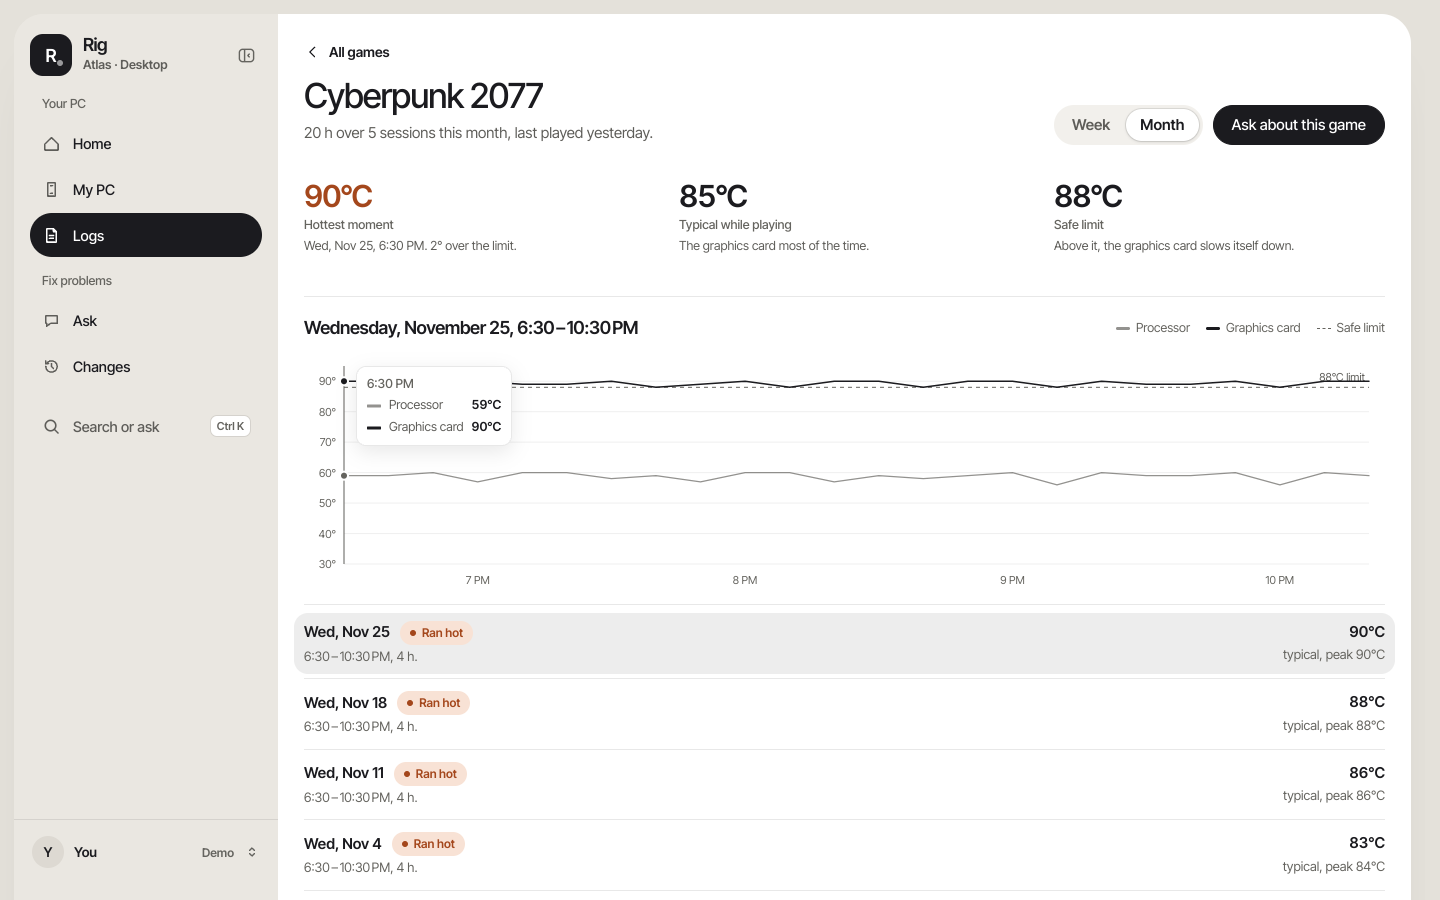 R
Rig
Atlas · Desktop
Your PC
Home
My PC
Logs
Fix problems
Ask
Changes
Search or ask
Ctrl K
Y
You
Demo
All games
Cyberpunk 2077
20 h over 5 sessions this month, last played yesterday.
Week
Month
Ask about this game
90°C
Hottest moment
Wed, Nov 25, 6:30 PM. 2° over the limit.
85°C
Typical while playing
The graphics card most of the time.
88°C
Safe limit
Above it, the graphics card slows itself down.
Wednesday, November 25, 6:30–10:30 PM
Processor
Graphics card
Safe limit
90°
80°
70°
60°
50°
40°
30°
88°C limit
6:30 PM
Processor 59°C
Graphics card 90°C
7 PM
8 PM
9 PM
10 PM
Wed, Nov 25
Ran hot
6:30–10:30 PM, 4 h.
90°C
typical, peak 90°C
Wed, Nov 18
Ran hot
6:30–10:30 PM, 4 h.
88°C
typical, peak 88°C
Wed, Nov 11
Ran hot
6:30–10:30 PM, 4 h.
86°C
typical, peak 86°C
Wed, Nov 4
Ran hot
6:30–10:30 PM, 4 h.
83°C
typical, peak 84°C